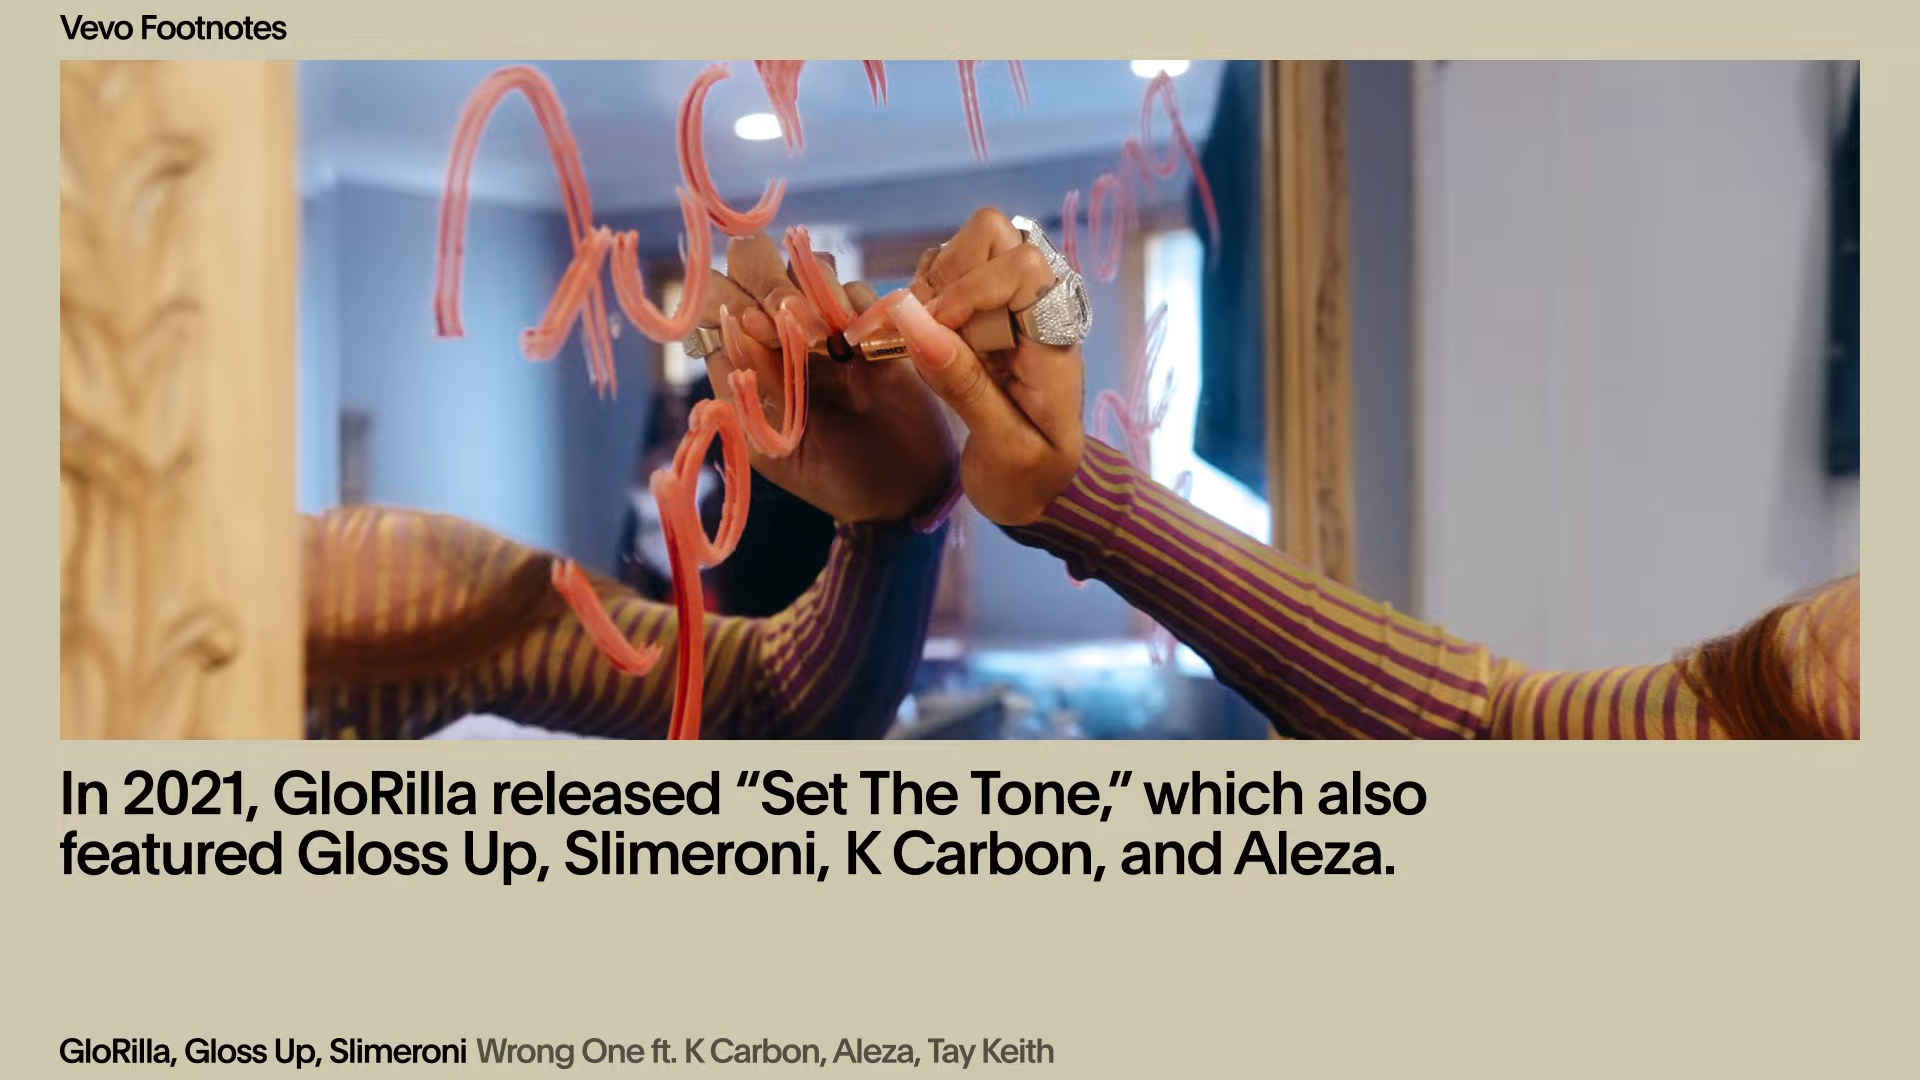 Vevo Footnotes
In 2021, GloRilla released “Set The Tone,” which also
featured Gloss Up, Slimeroni, K Carbon, and Aleza.
GloRilla, Gloss Up, Slimeroni Wrong One ft. K Carbon, Aleza, Tay Keith